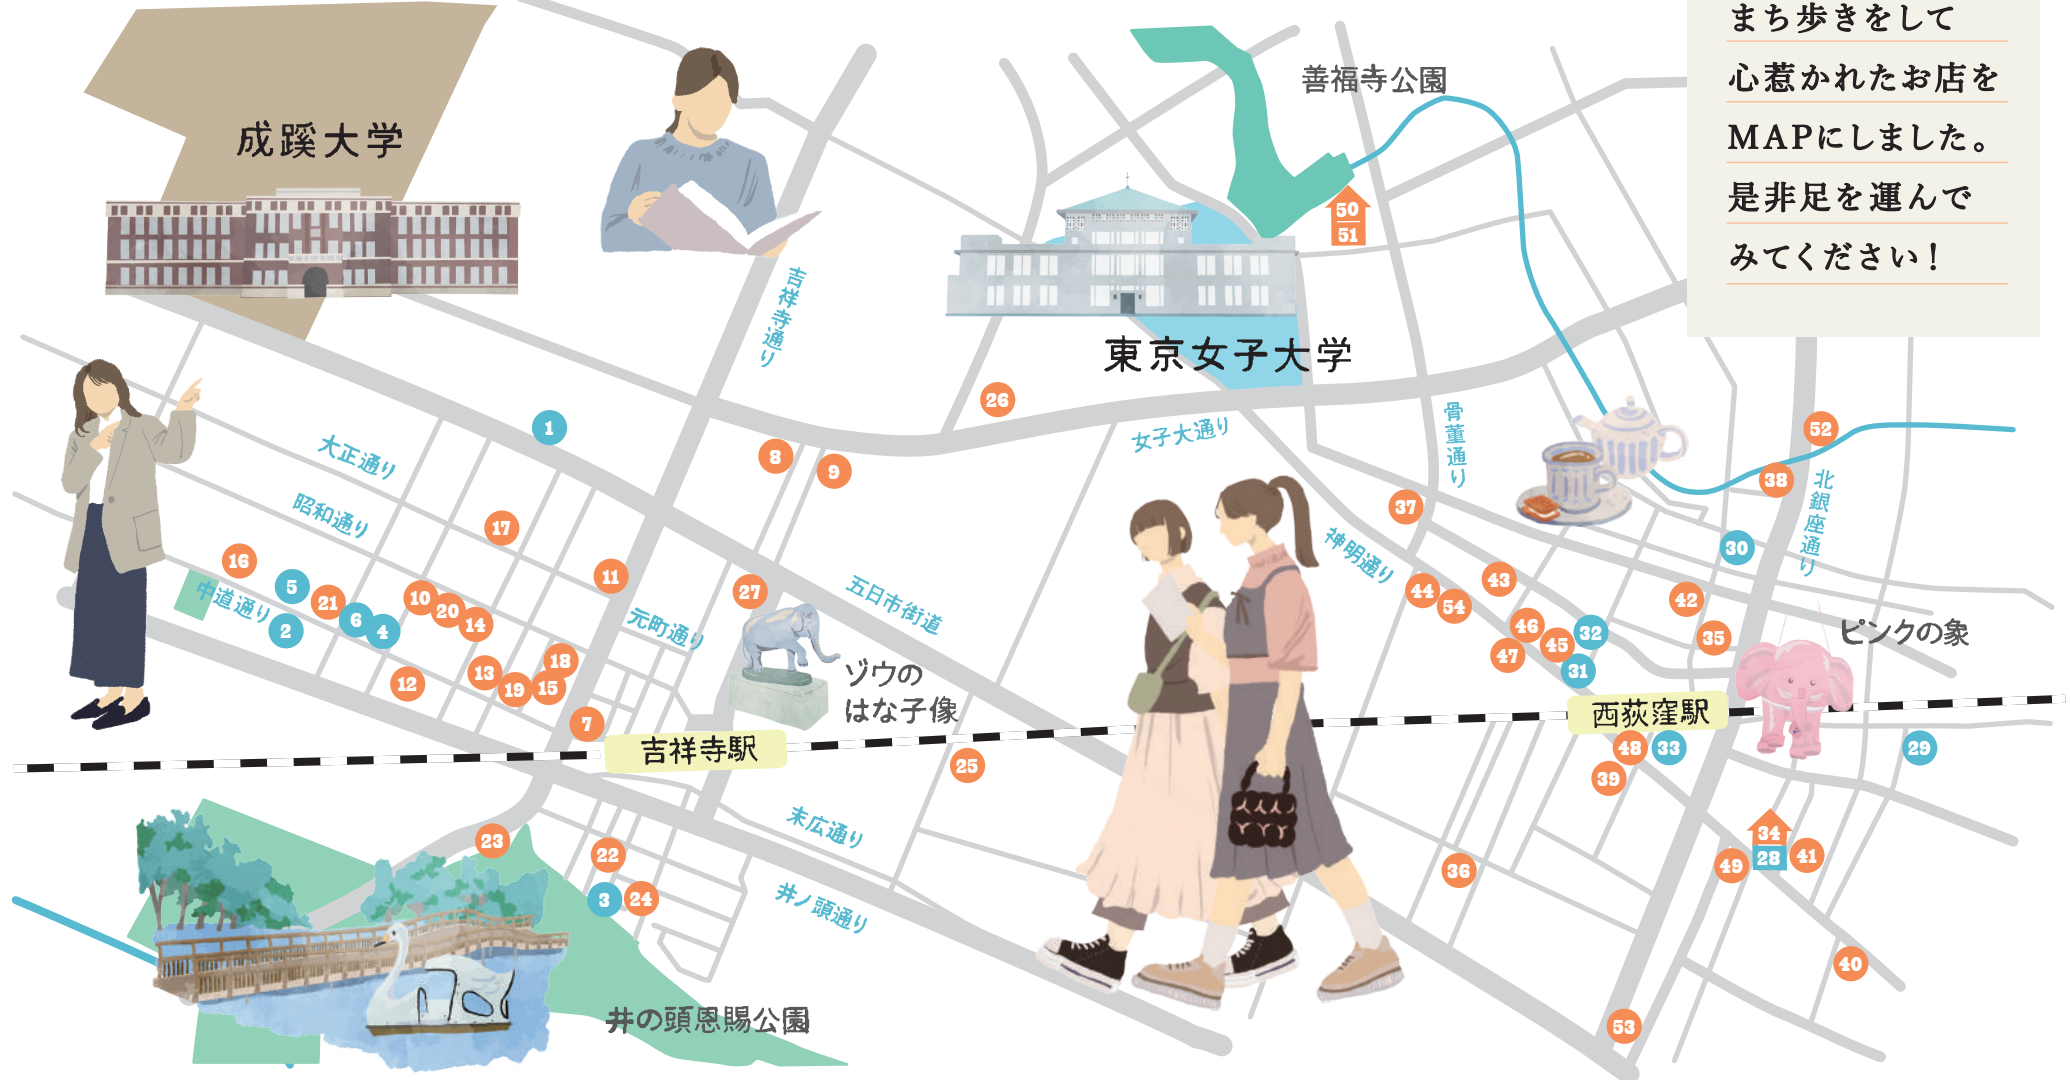 まち歩きをして
心惹かれたお店を
MAPにしました。
是非足を運んで
みてください！
善福寺公園
成蹊大学
50
51
吉祥寺通り
東京女子大学
26
骨董通り
女子大通り
1
8
9
52
38
北銀座通り
大正通り
昭和通り
17
37
神明通り
30
16
5
21
6
4
2
中道通り
10
20
14
11
27
元町通り
五日市街道
43
44
54
42
46
45
32
47
31
35
ピンクの象
ゾウの
はな子像
12
13
19
15
18
7
吉祥寺駅
25
西荻窪駅
48
33
39
29
末広通り
井ノ頭通り
23
22
3
24
36
34
28
49
41
40
53
井の頭恩賜公園